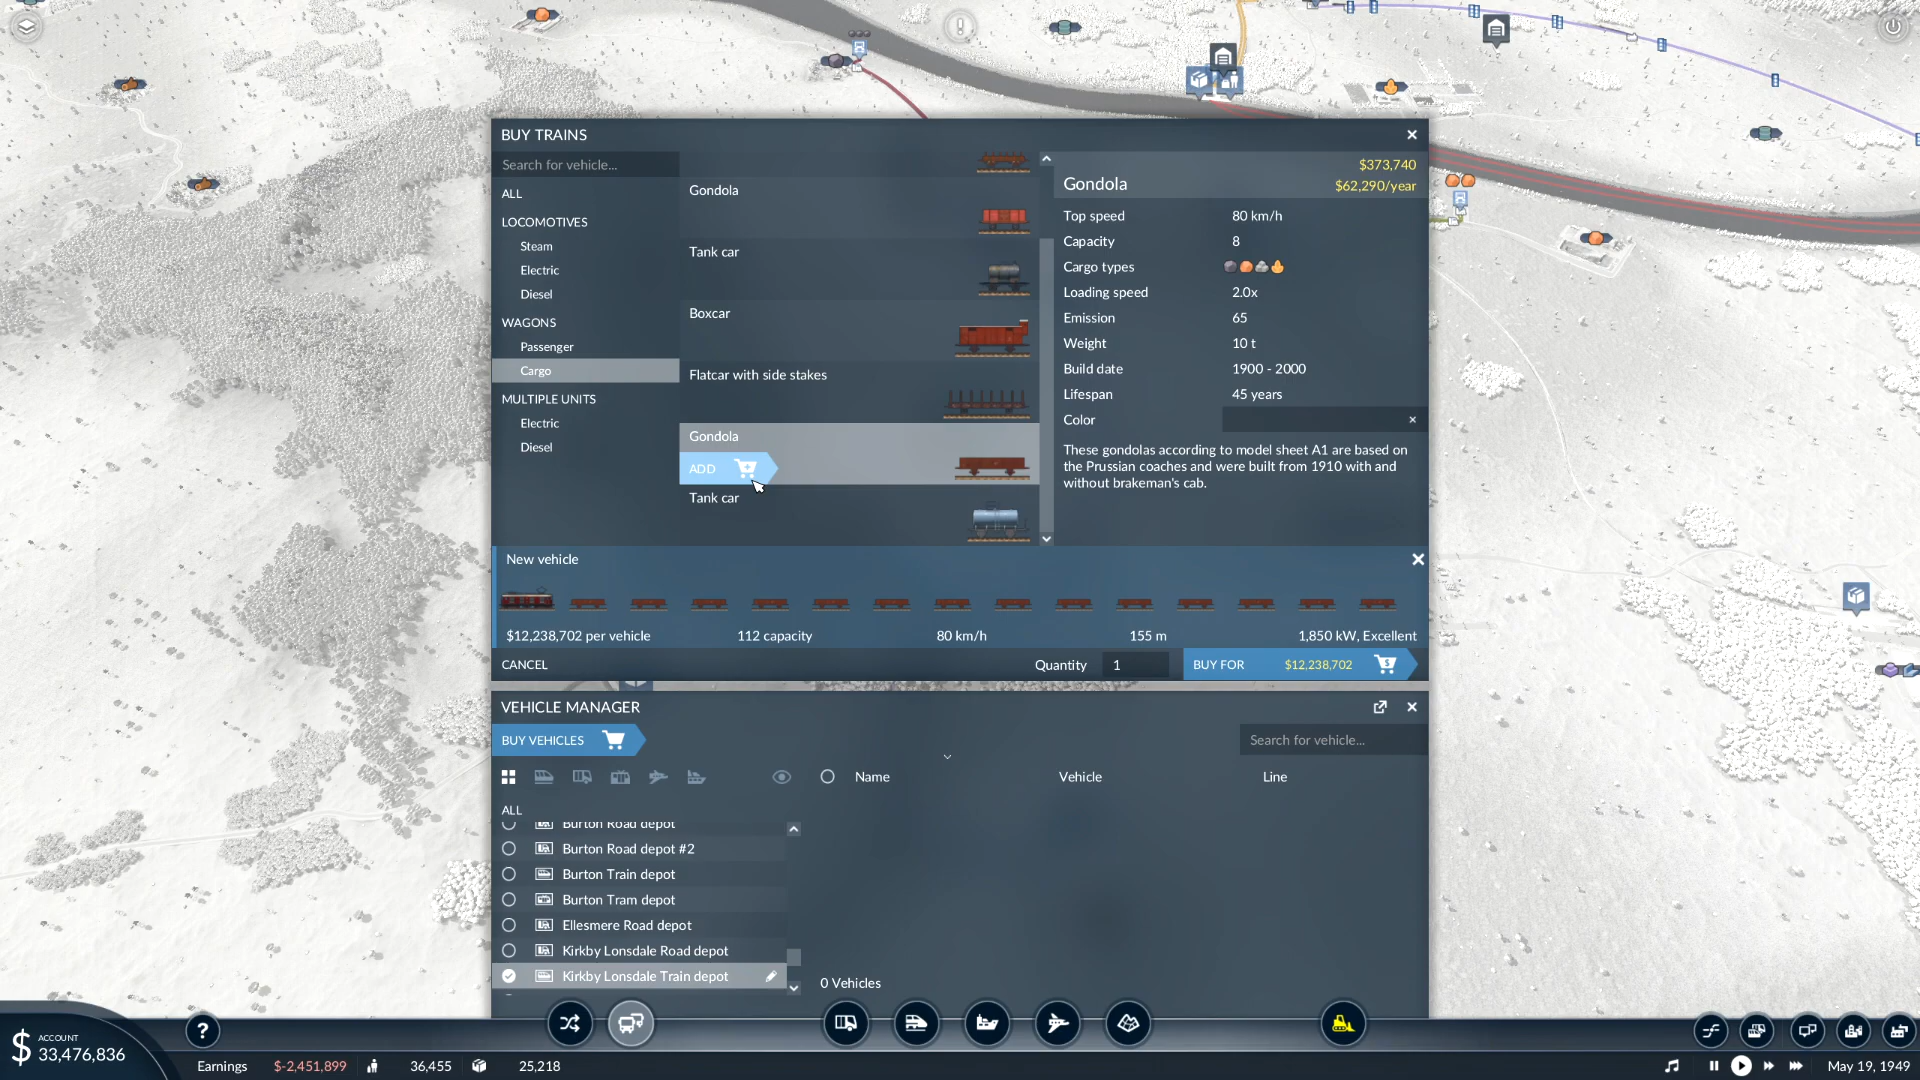 BUY TRAINS
Search for vehicle...
ALL
LOCOMOTIVES
Steam
Electric
Diesel
WAGONS
Passenger
Cargo
MULTIPLE UNITS
Electric
Diesel
Gondola
Tank car
Boxcar
Flatcar with side stakes
Gondola
ADD
Tank car
$373,740
Gondola
$62,290/year
Top speed 80 km/h
Capacity 8
Cargo types
Loading speed 2.0x
Emission 65
Weight 10 t
Build date 1900 - 2000
Lifespan 45 years
Color
These gondolas according to model sheet A1 are based on
the Prussian coaches and were built from 1910 with and
without brakeman's cab.
New vehicle
$12,238,702 per vehicle 112 capacity 80 km/h 155 m 1,850 kW, Excellent
CANCEL Quantity 1 BUY FOR $12,238,702
VEHICLE MANAGER
BUY VEHICLES
Search for vehicle...
Name Vehicle Line
ALL
Burton Road depot
Burton Road depot #2
Burton Train depot
Burton Tram depot
Ellesmere Road depot
Kirkby Lonsdale Road depot
Kirkby Lonsdale Train depot
0 Vehicles
$ ACCOUNT
33,476,836
?
Earnings $-2,451,899 36,455 25,218
May 19, 1949